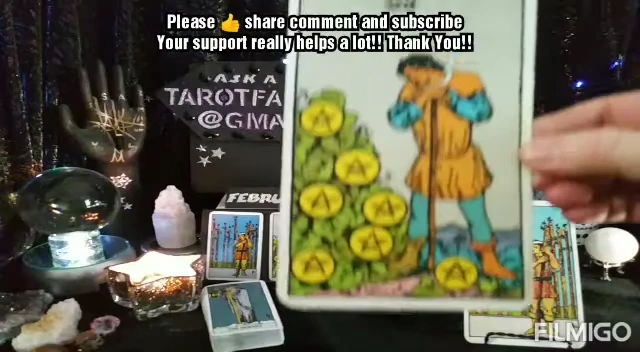 Please 👍 share comment and subscribe
Your support really helps a lot!! Thank You!!
ASK A
TAROTFA
@GMA
FEBRU
FILMIGO